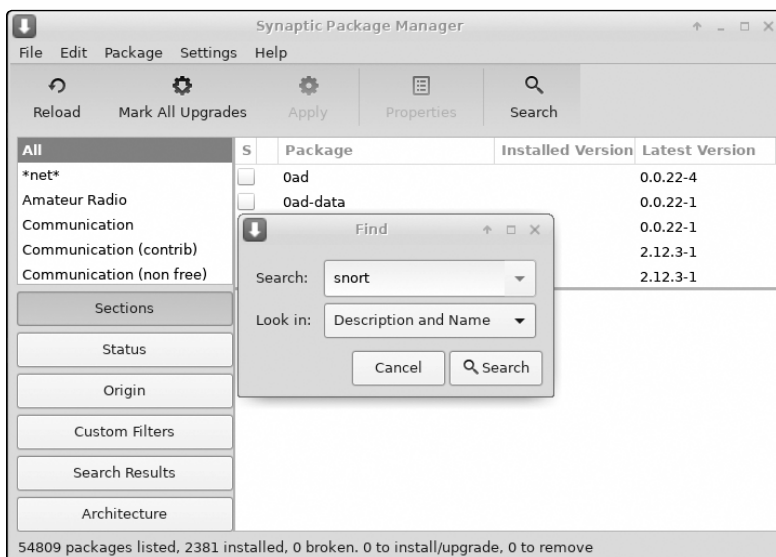 Synaptic Package Manager
File Edit Package Settings Help
Reload Mark All Upgrades Apply Properties Search
All
*net*
Amateur Radio
Communication
Communication (contrib)
Communication (non free)
S Package Installed Version Latest Version
0ad 0.0.22-4
0ad-data 0.0.22-1
0.0.22-1
2.12.3-1
2.12.3-1
Find
Search: snort
Look in: Description and Name
Cancel Search
Sections
Status
Origin
Custom Filters
Search Results
Architecture
54809 packages listed, 2381 installed, 0 broken. 0 to install/upgrade, 0 to remove